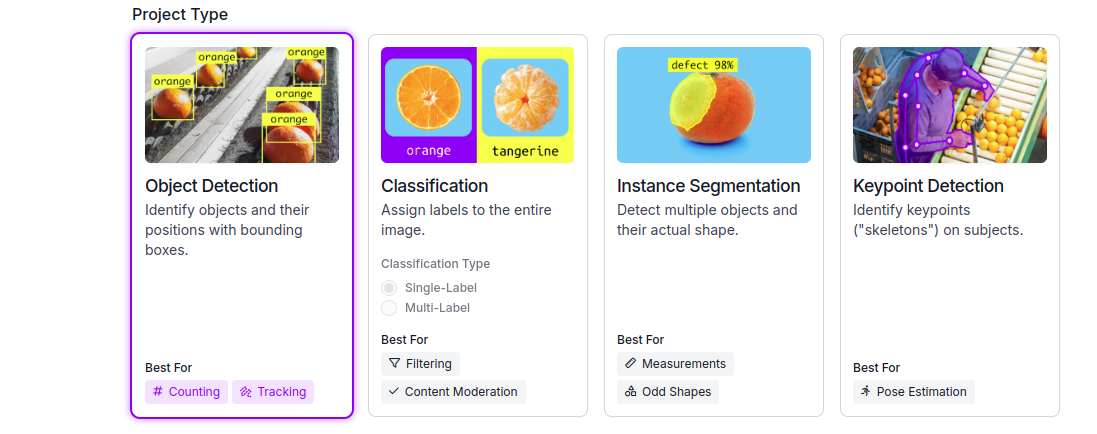 Project Type
orange
orange
orange
orange
orange
Object Detection
Identify objects and their
positions with bounding
boxes.
Best For
Counting
Tracking
orange
tangerine
Classification
Assign labels to the entire
image.
Classification Type
Single-Label
Multi-Label
Best For
Filtering
Content Moderation
defect 98%
Instance Segmentation
Detect multiple objects and
their actual shape.
Best For
Measurements
Odd Shapes
Keypoint Detection
Identify keypoints
("skeletons") on subjects.
Best For
Pose Estimation